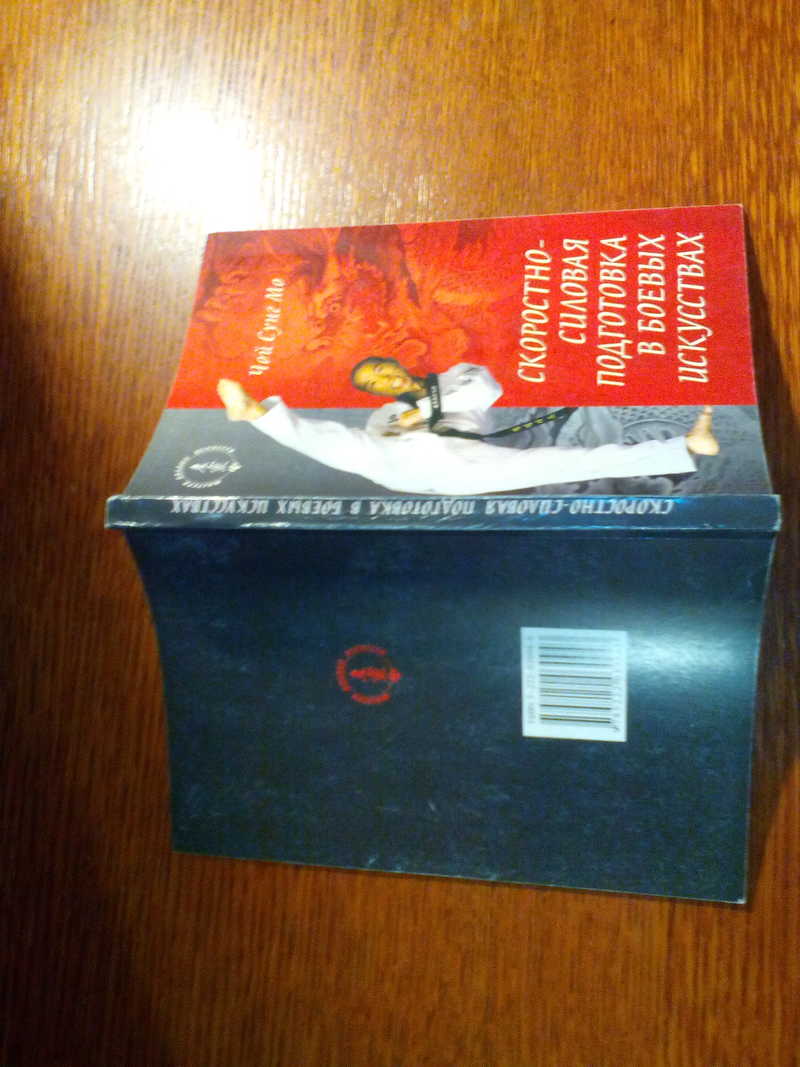 Чой Сунг Мо
СКОРОСТНО-
СИЛОВАЯ
ПОДГОТОВКА
В БОЕВЫХ
ИСКУССТВАХ
СКОРОСТНО-СИЛОВАЯ ПОДГОТОВКА В БОЕВЫХ ИСКУССТВАХ